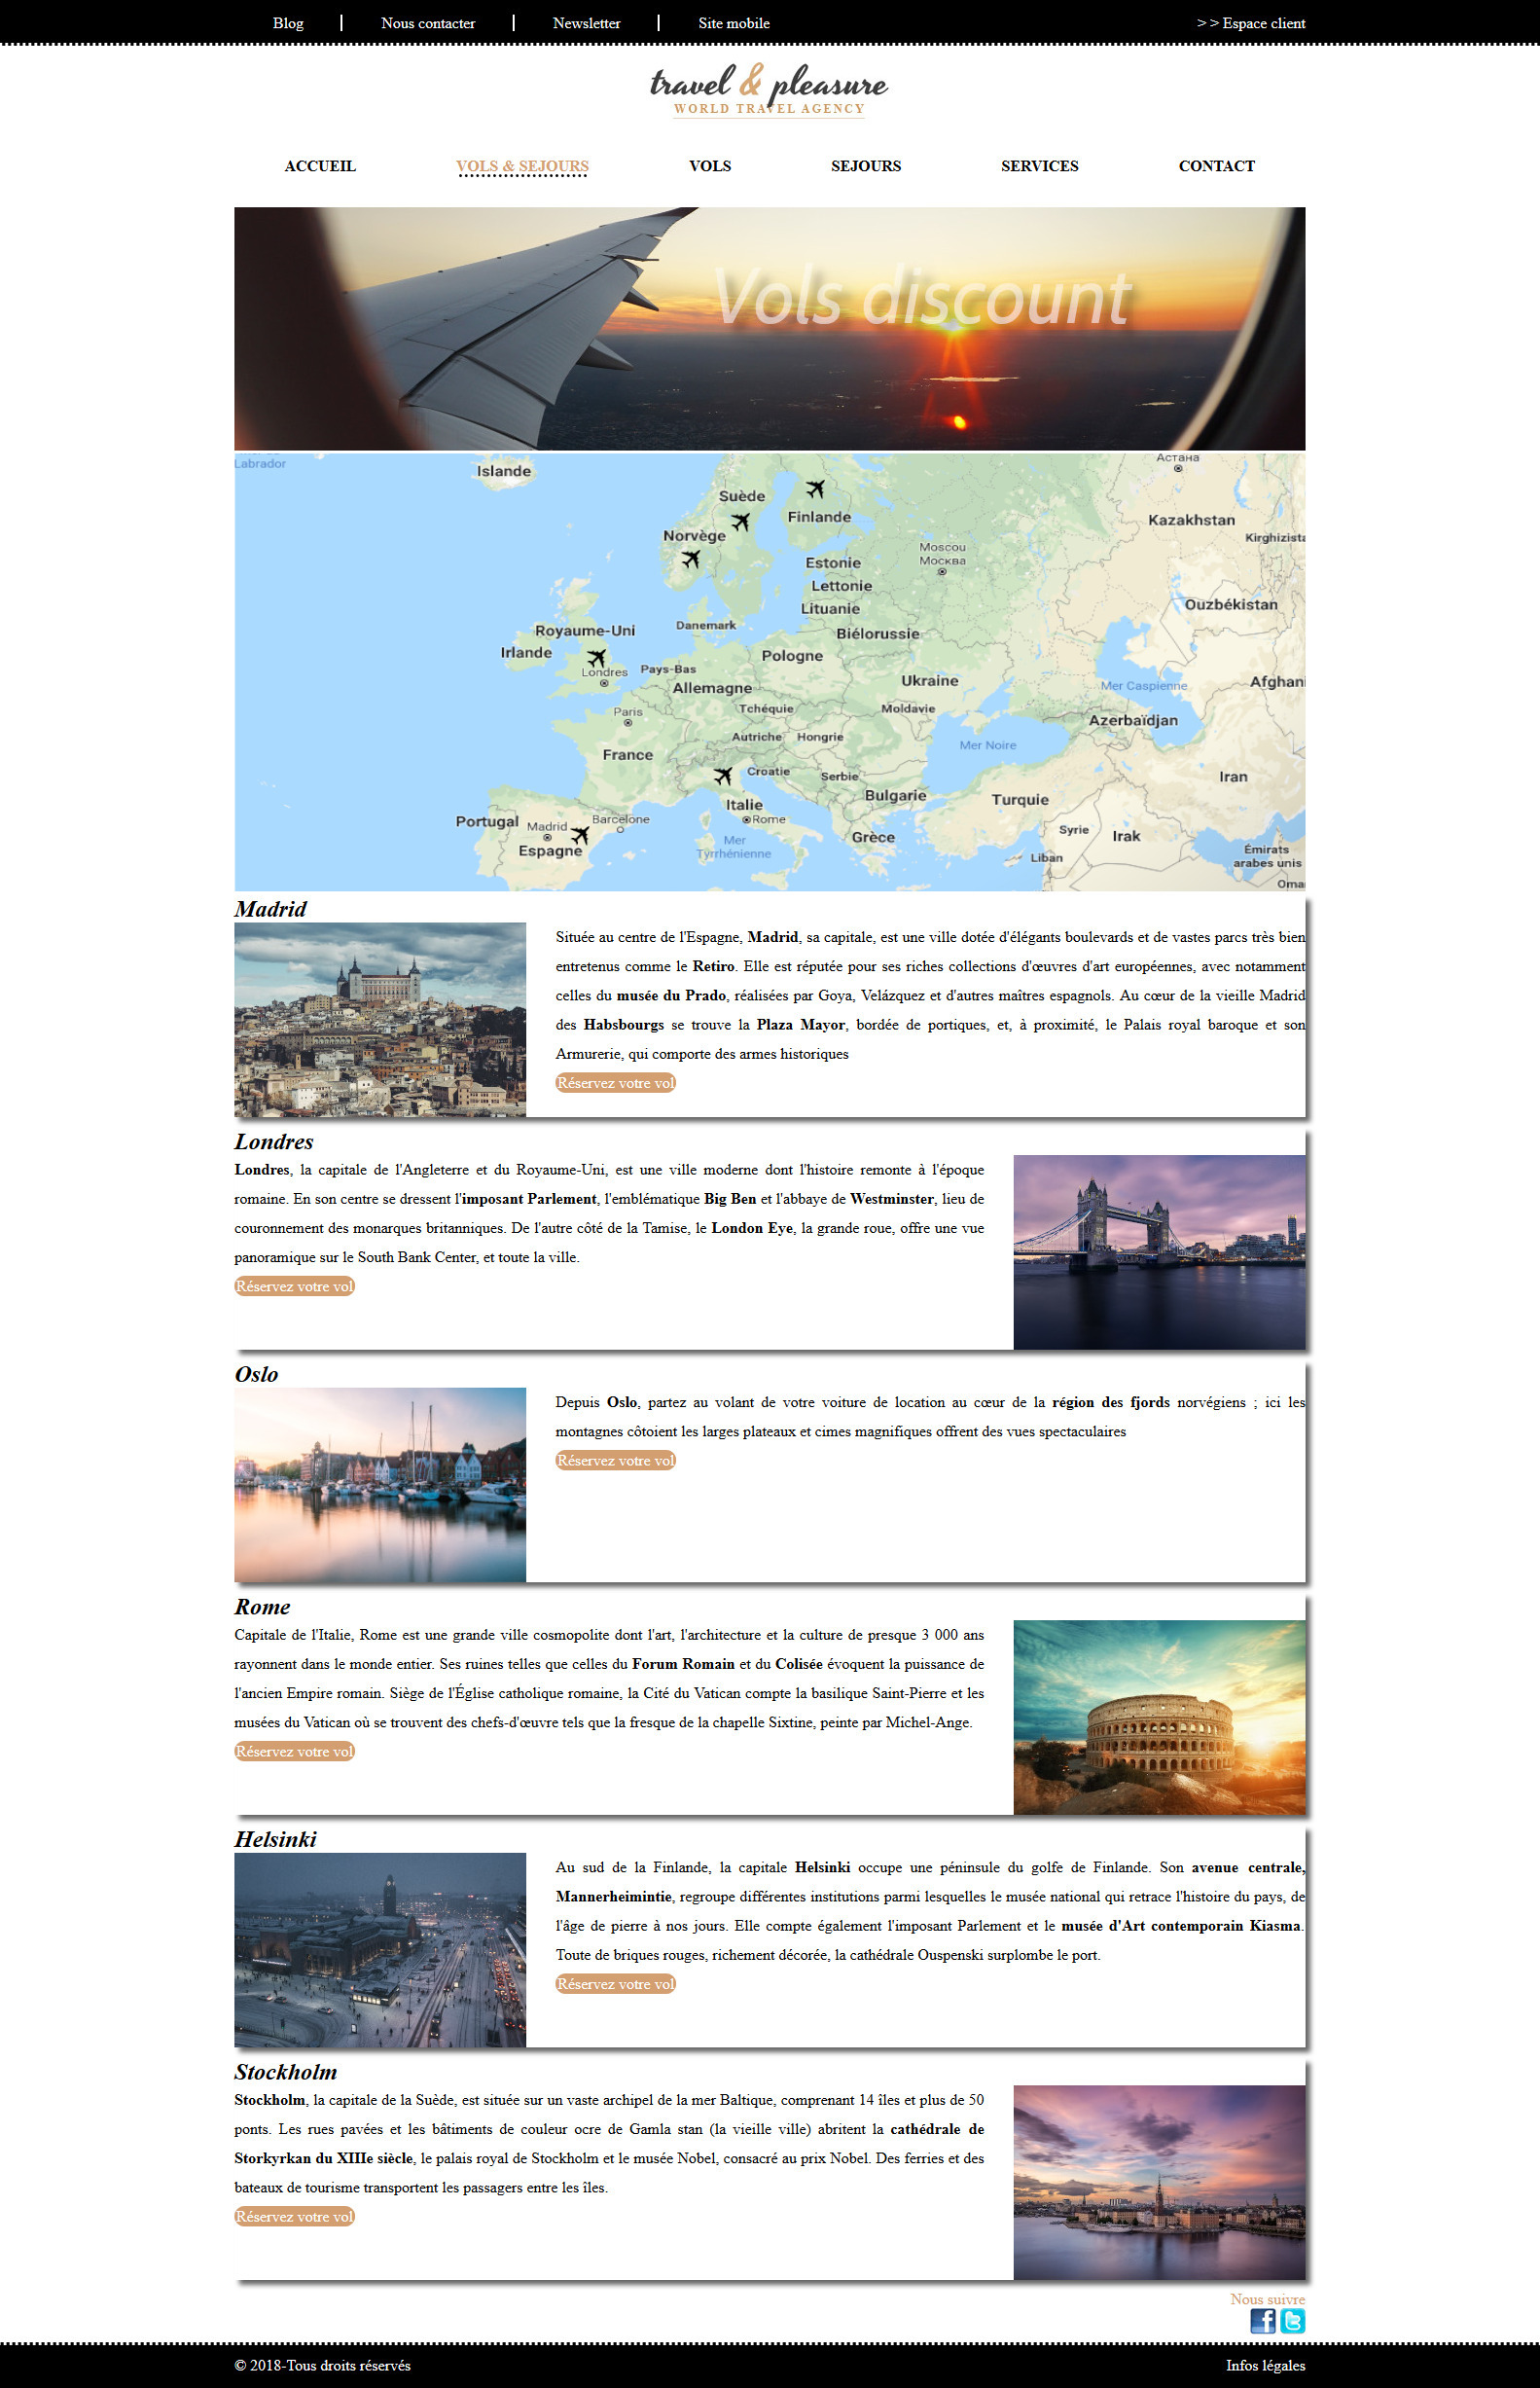 Blog | Nous contacter | Newsletter | Site mobile >> Espace client
travel & pleasure
WORLD TRAVEL AGENCY
ACCUEIL VOLS & SEJOURS VOLS SEJOURS SERVICES CONTACT
Vols discount
Labrador
Астана
Islande
Suède
Finlande
Kazakhstan
Norvège
Kirghizista
Moscou
Москва
Estonie
Lettonie
Lituanie
Ouzbékistan
Danemark
Royaume-Uni
Biélorussie
Irlande
Pologne
Pays-Bas
Londres
Ukraine
Afghani
Allemagne
Mer Caspienne
Paris
Tchéquie
Moldavie
Azerbaïdjan
Autriche
Hongrie
Mer Noire
France
Croatie
Serbie
Iran
Bulgarie
Turquie
Italie
Portugal
Madrid
Barcelone
Rome
Syrie
Irak
Mer
Tyrrhénienne
Grèce
Espagne
Liban
Émirats
arabes unis
Oma
Madrid
Située au centre de l'Espagne, Madrid, sa capitale, est une ville dotée d'élégants boulevards et de vastes parcs très bien
entretenus comme le Retiro. Elle est réputée pour ses riches collections d'œuvres d'art européennes, avec notamment
celles du musée du Prado, réalisées par Goya, Velázquez et d'autres maîtres espagnols. Au cœur de la vieille Madrid
des Habsbourgs se trouve la Plaza Mayor, bordée de portiques, et, à proximité, le Palais royal baroque et son
Armurerie, qui comporte des armes historiques
Réservez votre vol
Londres
Londres, la capitale de l'Angleterre et du Royaume-Uni, est une ville moderne dont l'histoire remonte à l'époque
romaine. En son centre se dressent l'imposant Parlement, l'emblématique Big Ben et l'abbaye de Westminster, lieu de
couronnement des monarques britanniques. De l'autre côté de la Tamise, le London Eye, la grande roue, offre une vue
panoramique sur le South Bank Center, et toute la ville.
Réservez votre vol
Oslo
Depuis Oslo, partez au volant de votre voiture de location au cœur de la région des fjords norvégiens ; ici les
montagnes côtoient les larges plateaux et cimes magnifiques offrent des vues spectaculaires
Réservez votre vol
Rome
Capitale de l'Italie, Rome est une grande ville cosmopolite dont l'art, l'architecture et la culture de presque 3 000 ans
rayonnent dans le monde entier. Ses ruines telles que celles du Forum Romain et du Colisée évoquent la puissance de
l'ancien Empire romain. Siège de l'Église catholique romaine, la Cité du Vatican compte la basilique Saint-Pierre et les
musées du Vatican où se trouvent des chefs-d'œuvre tels que la fresque de la chapelle Sixtine, peinte par Michel-Ange.
Réservez votre vol
Helsinki
Au sud de la Finlande, la capitale Helsinki occupe une péninsule du golfe de Finlande. Son avenue centrale,
Mannerheimintie, regroupe différentes institutions parmi lesquelles le musée national qui retrace l'histoire du pays, de
l'âge de pierre à nos jours. Elle compte également l'imposant Parlement et le musée d'Art contemporain Kiasma.
Toute de briques rouges, richement décorée, la cathédrale Ouspenski surplombe le port.
Réservez votre vol
Stockholm
Stockholm, la capitale de la Suède, est située sur un vaste archipel de la mer Baltique, comprenant 14 îles et plus de 50
ponts. Les rues pavées et les bâtiments de couleur ocre de Gamla stan (la vieille ville) abritent la cathédrale de
Storkyrkan du XIIIe siècle, le palais royal de Stockholm et le musée Nobel, consacré au prix Nobel. Des ferries et des
bateaux de tourisme transportent les passagers entre les îles.
Réservez votre vol
Nous suivre
© 2018-Tous droits réservés Infos légales